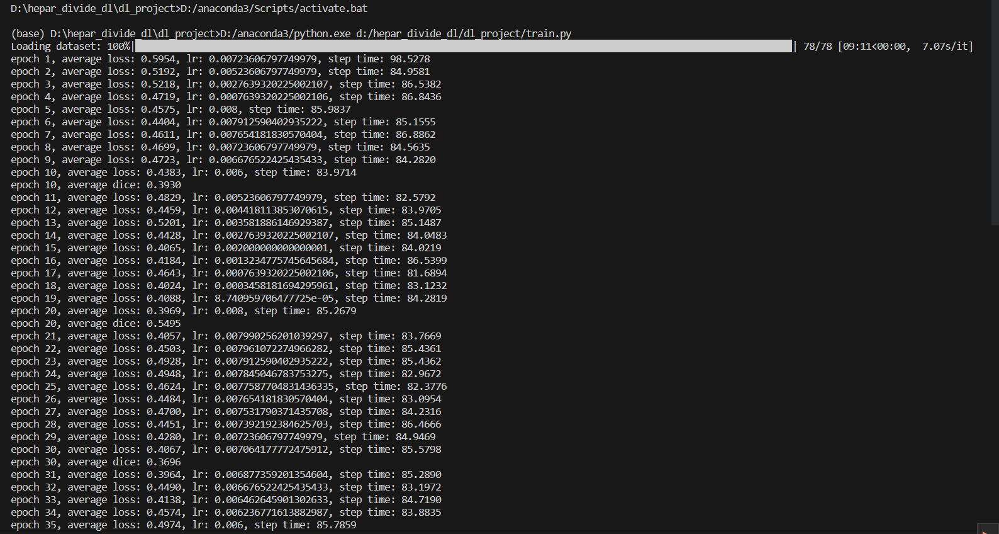 D:\hepar_divide_dl\dl_project>D:/anaconda3/Scripts/activate.bat
(base) D:\hepar_divide_dl\dl_project>D:/anaconda3/python.exe d:/hepar_divide_dl/dl_project/train.py
Loading dataset: 100%|| 78/78 [09:11<00:00,  7.07s/it]
epoch 1, average loss: 0.5954, lr: 0.00723606797749979, step time: 98.5278
epoch 2, average loss: 0.5192, lr: 0.00523606797749979, step time: 84.9581
epoch 3, average loss: 0.5218, lr: 0.0027639320225002107, step time: 86.5382
epoch 4, average loss: 0.4719, lr: 0.0007639320225002106, step time: 86.8436
epoch 5, average loss: 0.4575, lr: 0.008, step time: 85.9837
epoch 6, average loss: 0.4404, lr: 0.007912590402935222, step time: 85.1555
epoch 7, average loss: 0.4611, lr: 0.007654181830570404, step time: 86.8862
epoch 8, average loss: 0.4699, lr: 0.00723606797749979, step time: 84.5635
epoch 9, average loss: 0.4723, lr: 0.006676522425435433, step time: 84.2820
epoch 10, average loss: 0.4383, lr: 0.006, step time: 83.9714
epoch 10, average dice: 0.3930
epoch 11, average loss: 0.4829, lr: 0.00523606797749979, step time: 82.5792
epoch 12, average loss: 0.4459, lr: 0.004418113853070615, step time: 83.9705
epoch 13, average loss: 0.5201, lr: 0.003581886146929387, step time: 85.1487
epoch 14, average loss: 0.4428, lr: 0.0027639320225002107, step time: 84.0483
epoch 15, average loss: 0.4065, lr: 0.002000000000000001, step time: 84.0219
epoch 16, average loss: 0.4184, lr: 0.0013234775745645684, step time: 86.5399
epoch 17, average loss: 0.4643, lr: 0.0007639320225002106, step time: 81.6894
epoch 18, average loss: 0.4024, lr: 0.0003458181694295961, step time: 83.1232
epoch 19, average loss: 0.4088, lr: 8.740959706477725e-05, step time: 84.2819
epoch 20, average loss: 0.3969, lr: 0.008, step time: 85.2679
epoch 20, average dice: 0.5495
epoch 21, average loss: 0.4057, lr: 0.007990256201039297, step time: 83.7669
epoch 22, average loss: 0.4503, lr: 0.007961072274966282, step time: 85.4361
epoch 23, average loss: 0.4928, lr: 0.007912590402935222, step time: 85.4362
epoch 24, average loss: 0.4948, lr: 0.007845046783753275, step time: 82.9672
epoch 25, average loss: 0.4624, lr: 0.0077587704831436335, step time: 82.3776
epoch 26, average loss: 0.4484, lr: 0.007654181830570404, step time: 83.0954
epoch 27, average loss: 0.4700, lr: 0.007531790371435708, step time: 84.2316
epoch 28, average loss: 0.4451, lr: 0.007392192384625703, step time: 86.4666
epoch 29, average loss: 0.4280, lr: 0.00723606797749979, step time: 84.9469
epoch 30, average loss: 0.4067, lr: 0.007064177772475912, step time: 85.5798
epoch 30, average dice: 0.3696
epoch 31, average loss: 0.3964, lr: 0.006877359201354604, step time: 85.2890
epoch 32, average loss: 0.4490, lr: 0.006676522425435433, step time: 83.1972
epoch 33, average loss: 0.4138, lr: 0.006462645901302633, step time: 84.7190
epoch 34, average loss: 0.4574, lr: 0.006236771613882987, step time: 83.8835
epoch 35, average loss: 0.4974, lr: 0.006, step time: 85.7859